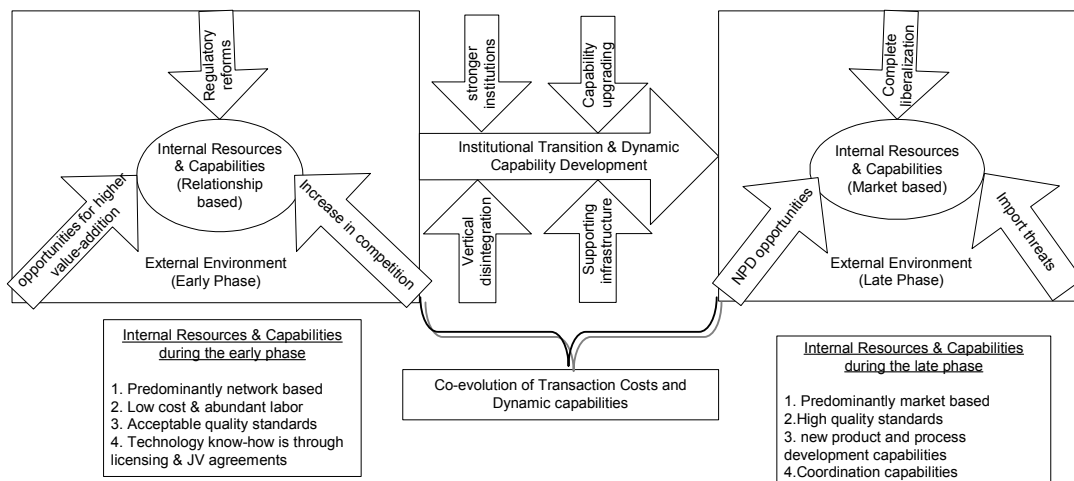 Regulatory
reforms
Internal Resources
& Capabilities
(Relationship
based)
opportunities for higher
value-addition
Increase in competition
External Environment
(Early Phase)
stronger
institutions
Capability
upgrading
Institutional Transition & Dynamic
Capability Development
Vertical
disintegration
Supporting
infrastructure
Complete
liberalization
Internal Resources
& Capabilities
(Market based)
NPD opportunities
Import threats
External Environment
(Late Phase)
Internal Resources & Capabilities
during the early phase
1. Predominantly network based
2. Low cost & abundant labor
3. Acceptable quality standards
4. Technology know-how is through
licensing & JV agreements
Co-evolution of Transaction Costs and
Dynamic capabilities
Internal Resources & Capabilities
during the late phase
1. Predominantly market based
2.High quality standards
3. new product and process
development capabilities
4.Coordination capabilities